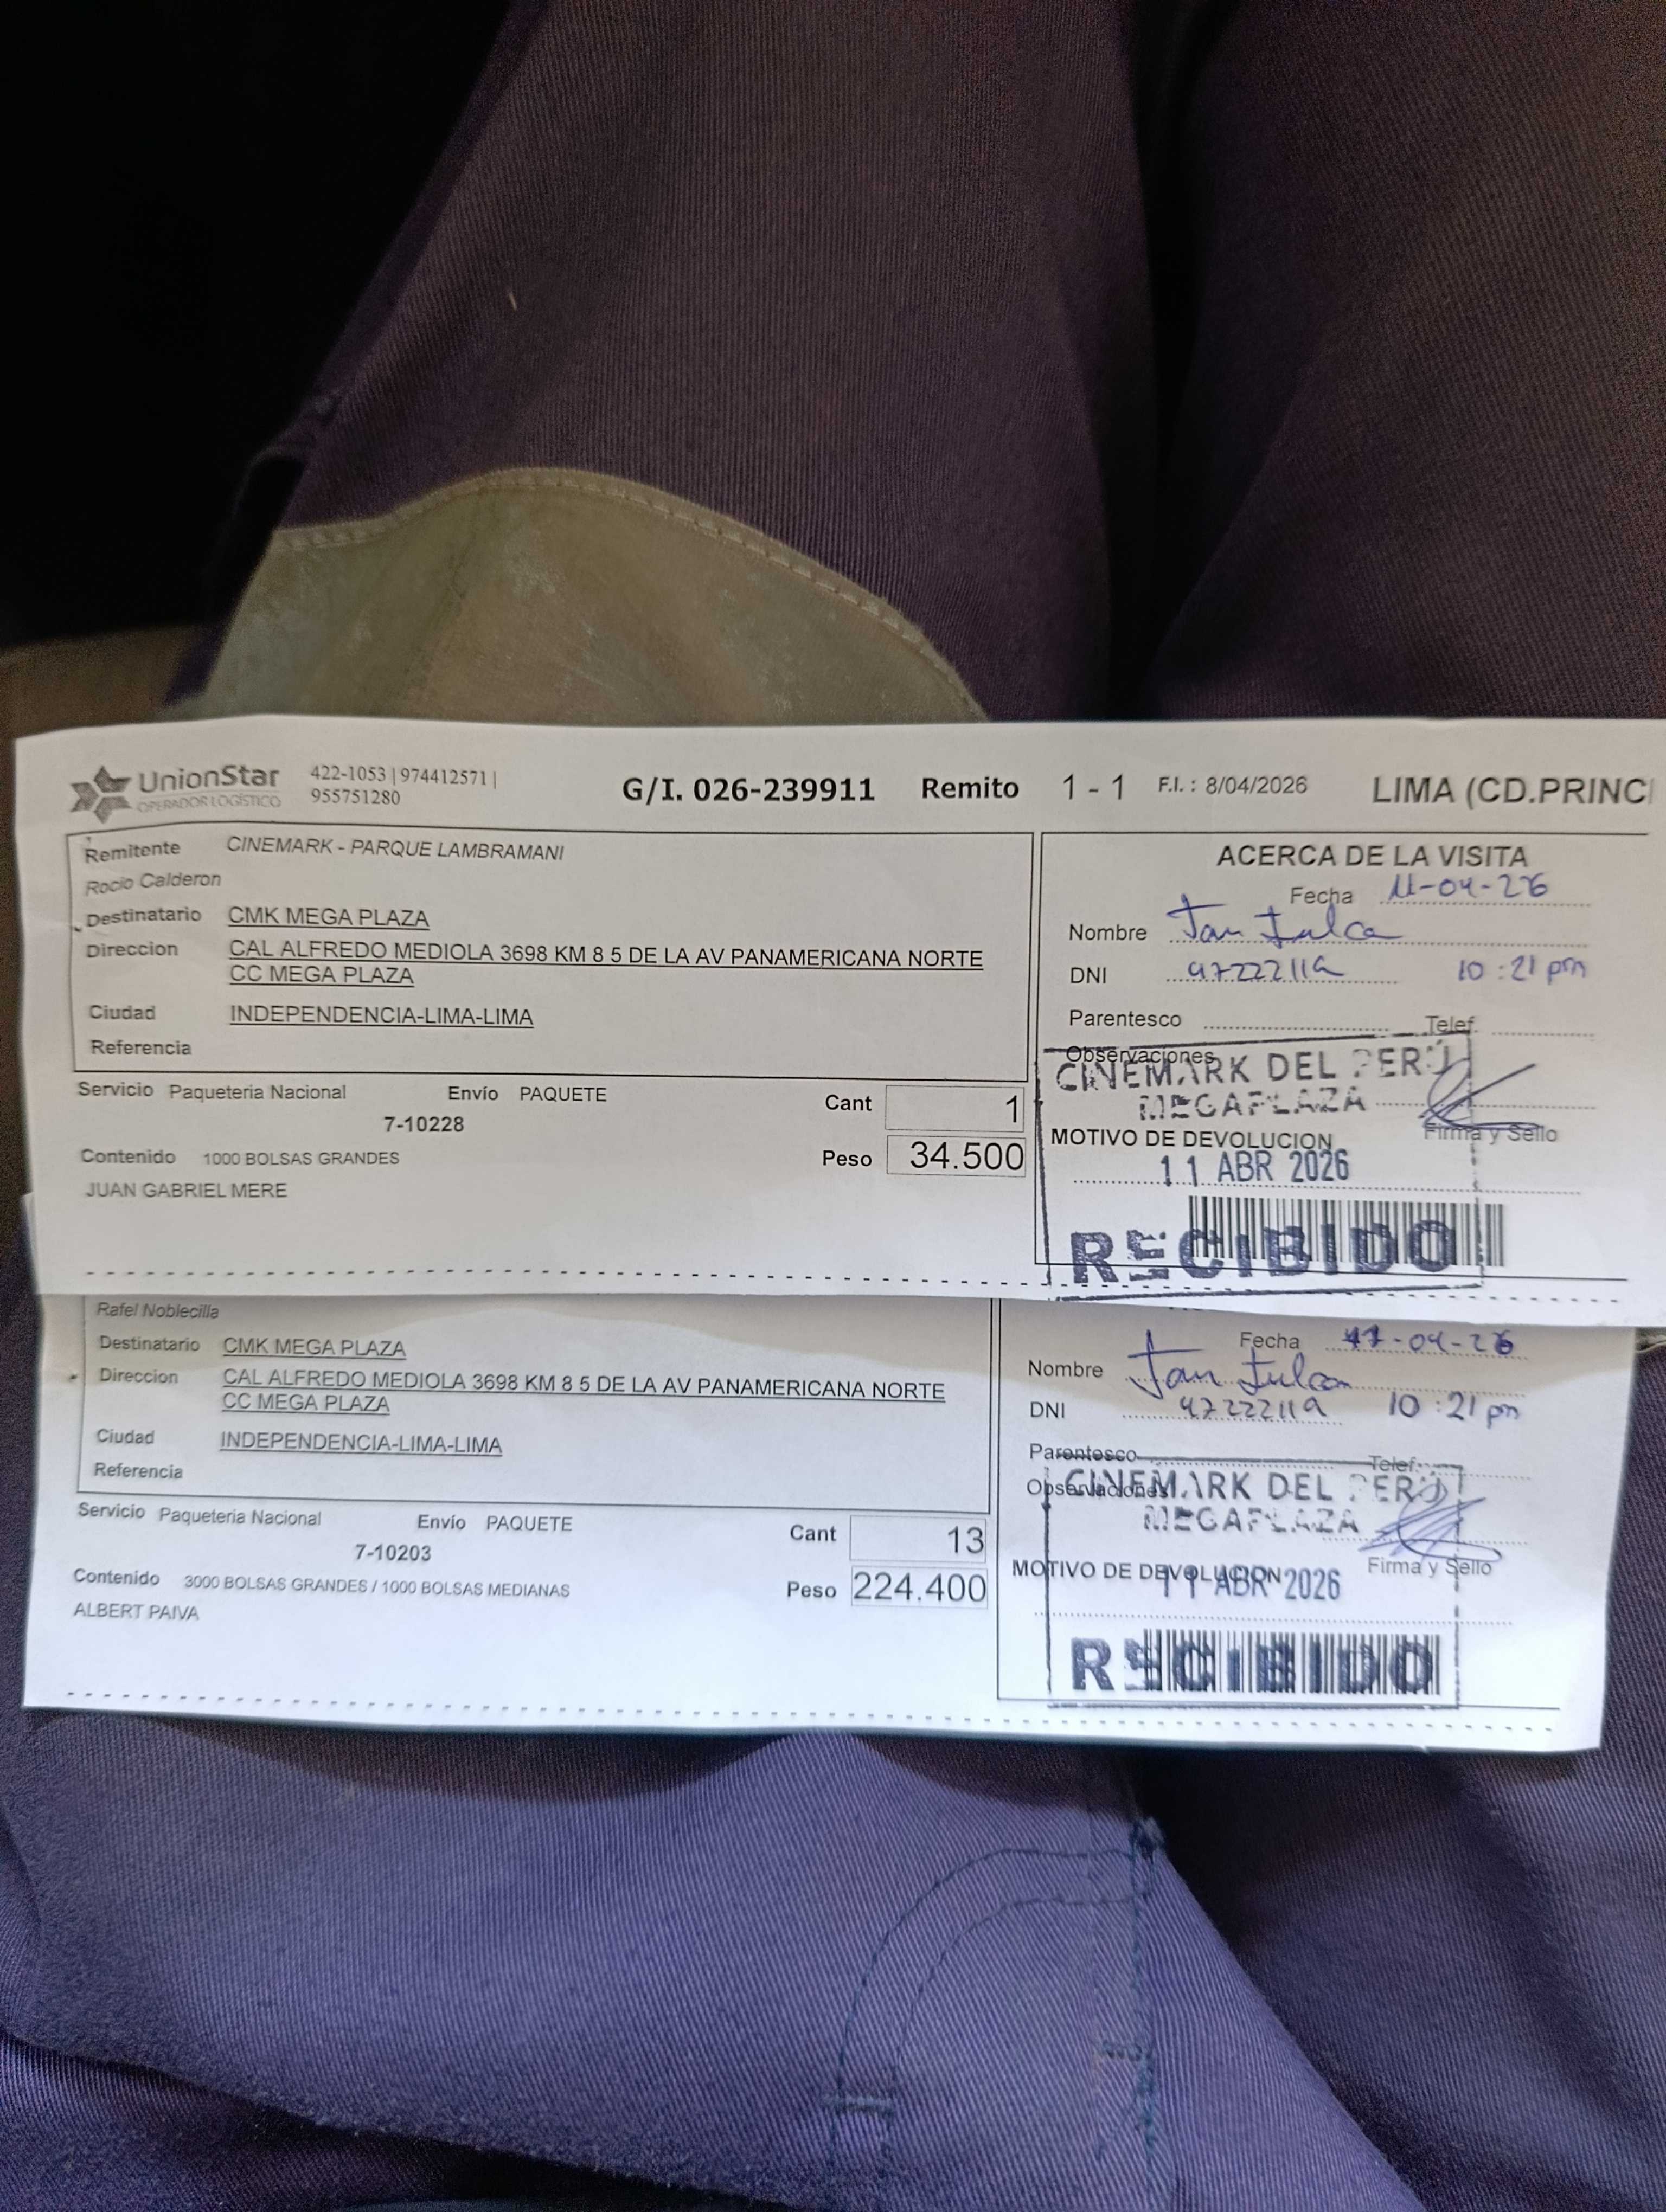 UnionStar
OPERADOR LOGÍSTICO
422-1053 | 974412571 |
955751280
G/I. 026-239911 Remito 1 - 1 F.I. : 8/04/2026 LIMA (CD.PRINCI
Remitente CINEMARK - PARQUE LAMBRAMANI
Rocio Calderon
Destinatario CMK MEGA PLAZA
Direccion CAL ALFREDO MEDIOLA 3698 KM 8 5 DE LA AV PANAMERICANA NORTE
CC MEGA PLAZA
Ciudad INDEPENDENCIA-LIMA-LIMA
Referencia
Servicio Paqueteria Nacional Envío PAQUETE
7-10228
Cant 1
Contenido 1000 BOLSAS GRANDES
Peso 34.500
JUAN GABRIEL MERE
ACERCA DE LA VISITA
Fecha 11-04-26
Nombre
DNI 47222119 10:21 pm
Parentesco Telef.
Observaciones
CINEMARK DEL PERÚ
MEGAPLAZA
Firma y Sello
MOTIVO DE DEVOLUCION
11 ABR 2026
RECIBIDO
Rafel Noblecilla
Destinatario CMK MEGA PLAZA
Direccion CAL ALFREDO MEDIOLA 3698 KM 8 5 DE LA AV PANAMERICANA NORTE
CC MEGA PLAZA
Ciudad INDEPENDENCIA-LIMA-LIMA
Referencia
Servicio Paqueteria Nacional Envío PAQUETE
7-10203
Cant 13
Contenido 3000 BOLSAS GRANDES / 1000 BOLSAS MEDIANAS
Peso 224.400
ALBERT PAIVA
Fecha
Nombre
DNI 47222119 10:21 pm
Parentesco Telef.
Observaciones
CINEMARK DEL PERÚ
MEGAPLAZA
Firma y Sello
MOTIVO DE DEVOLUCION
11 ABR 2026
RECIBIDO